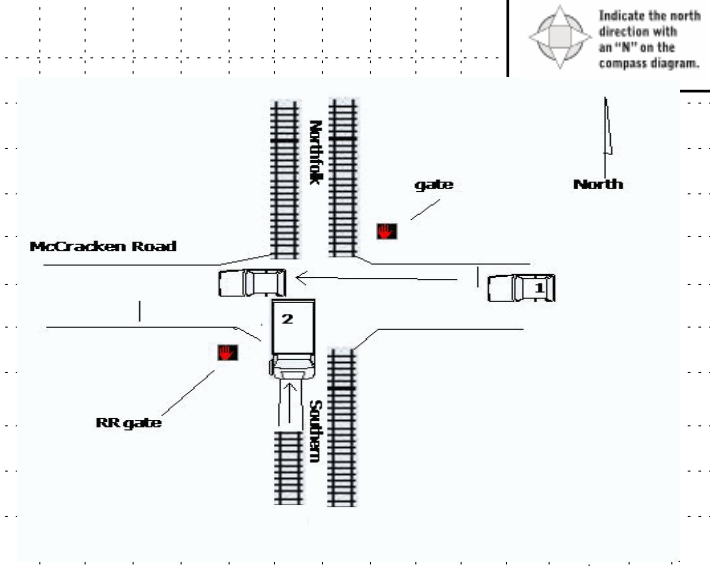 Indicate the north
direction with
an "N" on the
compass diagram.
Northfolk
gate
North
McCracken Road
1
2
RR gate
Southern